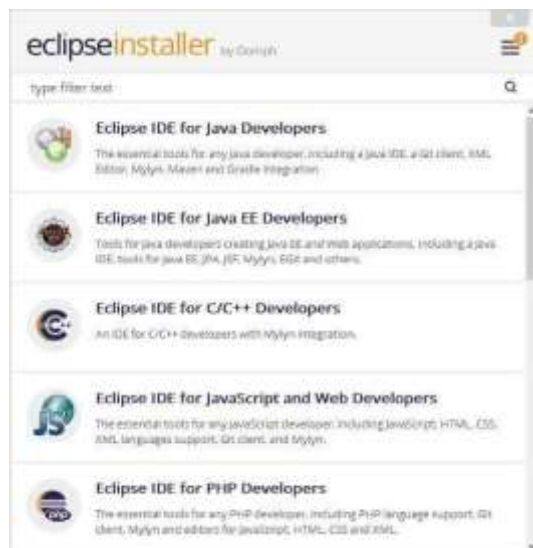 eclipseinstaller by Oomph
type filter text
Eclipse IDE for Java Developers
The essential tools for any Java developer, including a Java IDE, a Git client, XML
Editor, Mylyn, Maven and Gradle integration
Eclipse IDE for Java EE Developers
Tools for Java developers creating Java EE and Web applications, including a Java
IDE, tools for Java EE, JPA, JSF, Mylyn, EGit and others.
C++
Eclipse IDE for C/C++ Developers
An IDE for C/C++ developers with Mylyn integration.
JS
Eclipse IDE for JavaScript and Web Developers
The essential tools for any JavaScript developer, including JavaScript, HTML, CSS,
XML languages support, Git client, and Mylyn.
php
Eclipse IDE for PHP Developers
The essential tools for any PHP developer, including PHP language support, Git
client, Mylyn and editors for JavaScript, HTML, CSS and XML.